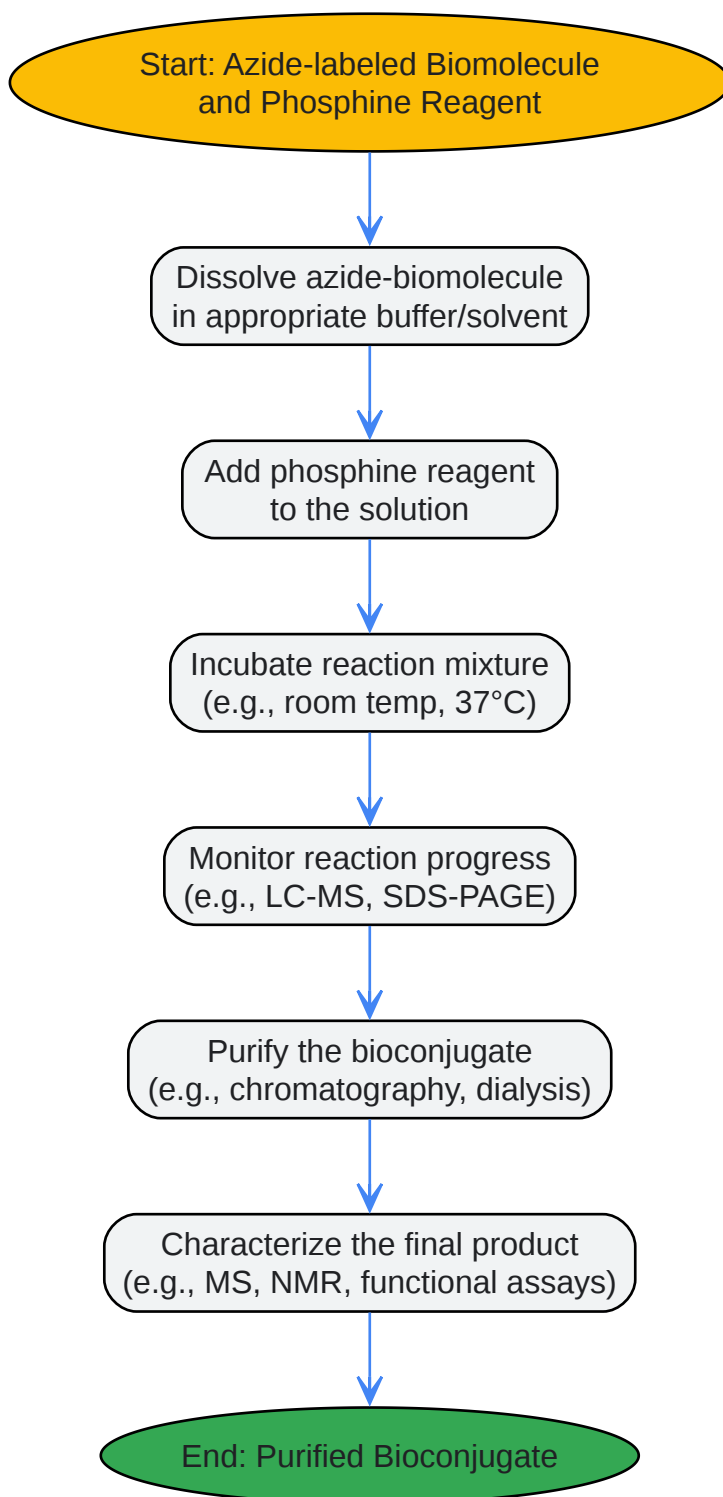 Start: Azide-labeled Biomolecule
and Phosphine Reagent
Dissolve azide-biomolecule
in appropriate buffer/solvent
Add phosphine reagent
to the solution
Incubate reaction mixture
(e.g., room temp, 37°C)
Monitor reaction progress
(e.g., LC-MS, SDS-PAGE)
Purify the bioconjugate
(e.g., chromatography, dialysis)
Characterize the final product
(e.g., MS, NMR, functional assays)
End: Purified Bioconjugate